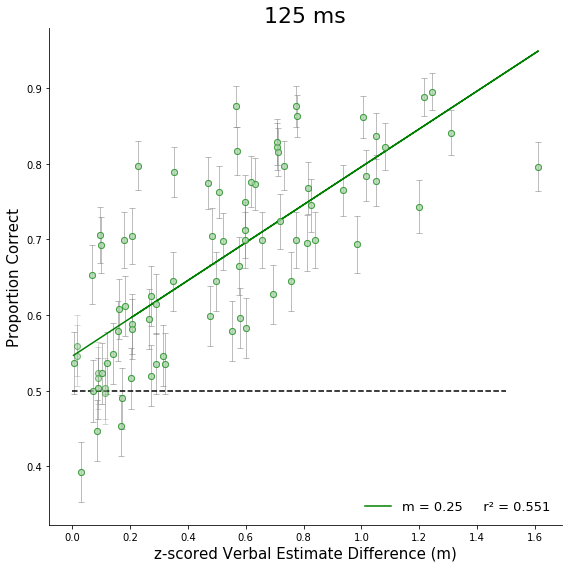 125 ms
Proportion Correct
0.9
0.8
0.7
0.6
0.5
0.4
m = 0.25 r² = 0.551
0.0 0.2 0.4 0.6 0.8 1.0 1.2 1.4 1.6
z-scored Verbal Estimate Difference (m)